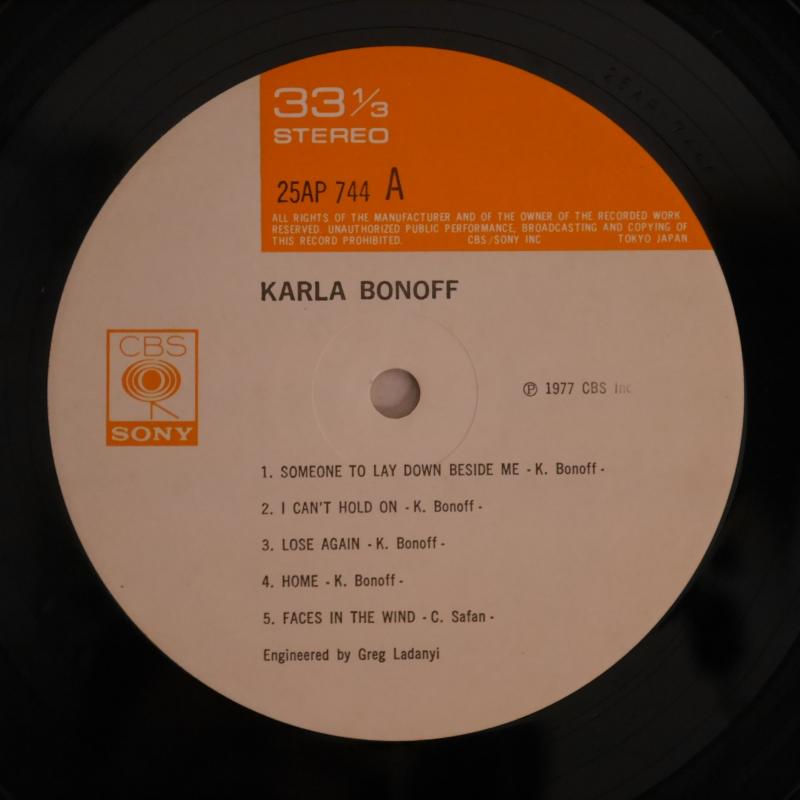 33 1/3
STEREO
25AP 744 A
ALL RIGHTS OF THE MANUFACTURER AND OF THE OWNER OF THE RECORDED WORK
RESERVED. UNAUTHORIZED PUBLIC PERFORMANCE, BROADCASTING AND COPYING OF
THIS RECORD PROHIBITED. CBS/SONY INC TOKYO JAPAN
KARLA BONOFF
CBS
SONY
℗ 1977 CBS Inc
1. SOMEONE TO LAY DOWN BESIDE ME - K. Bonoff -
2. I CAN'T HOLD ON - K. Bonoff -
3. LOSE AGAIN - K. Bonoff -
4. HOME - K. Bonoff -
5. FACES IN THE WIND - C. Safan -
Engineered by Greg Ladanyi